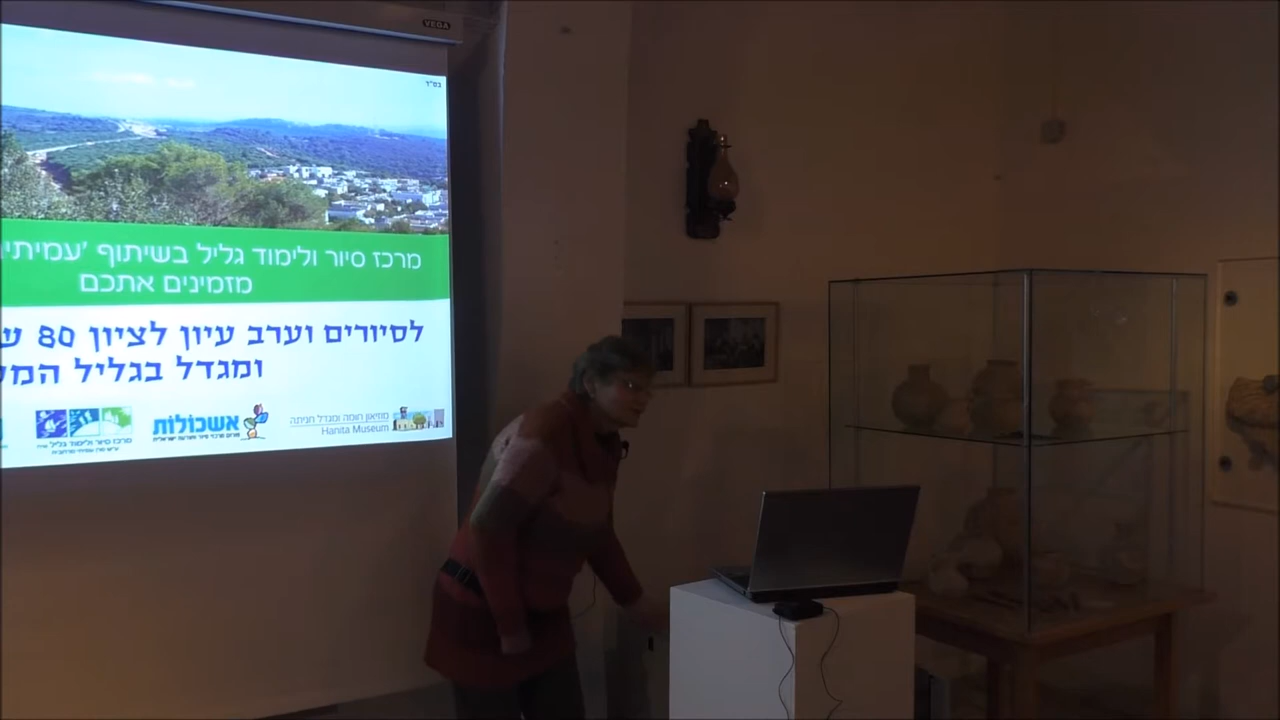 VEGA
בס"ד
מרכז סיור ולימוד גליל בשיתוף 'עמיתי
מזמינים אתכם
לסיורים וערב עיון לציון 80 ש
ומגדל בגליל המע
מוזיאון חומה ומגדל חניתה
Hanita Museum
אשכולות
מרכז סיור ולימוד גליל